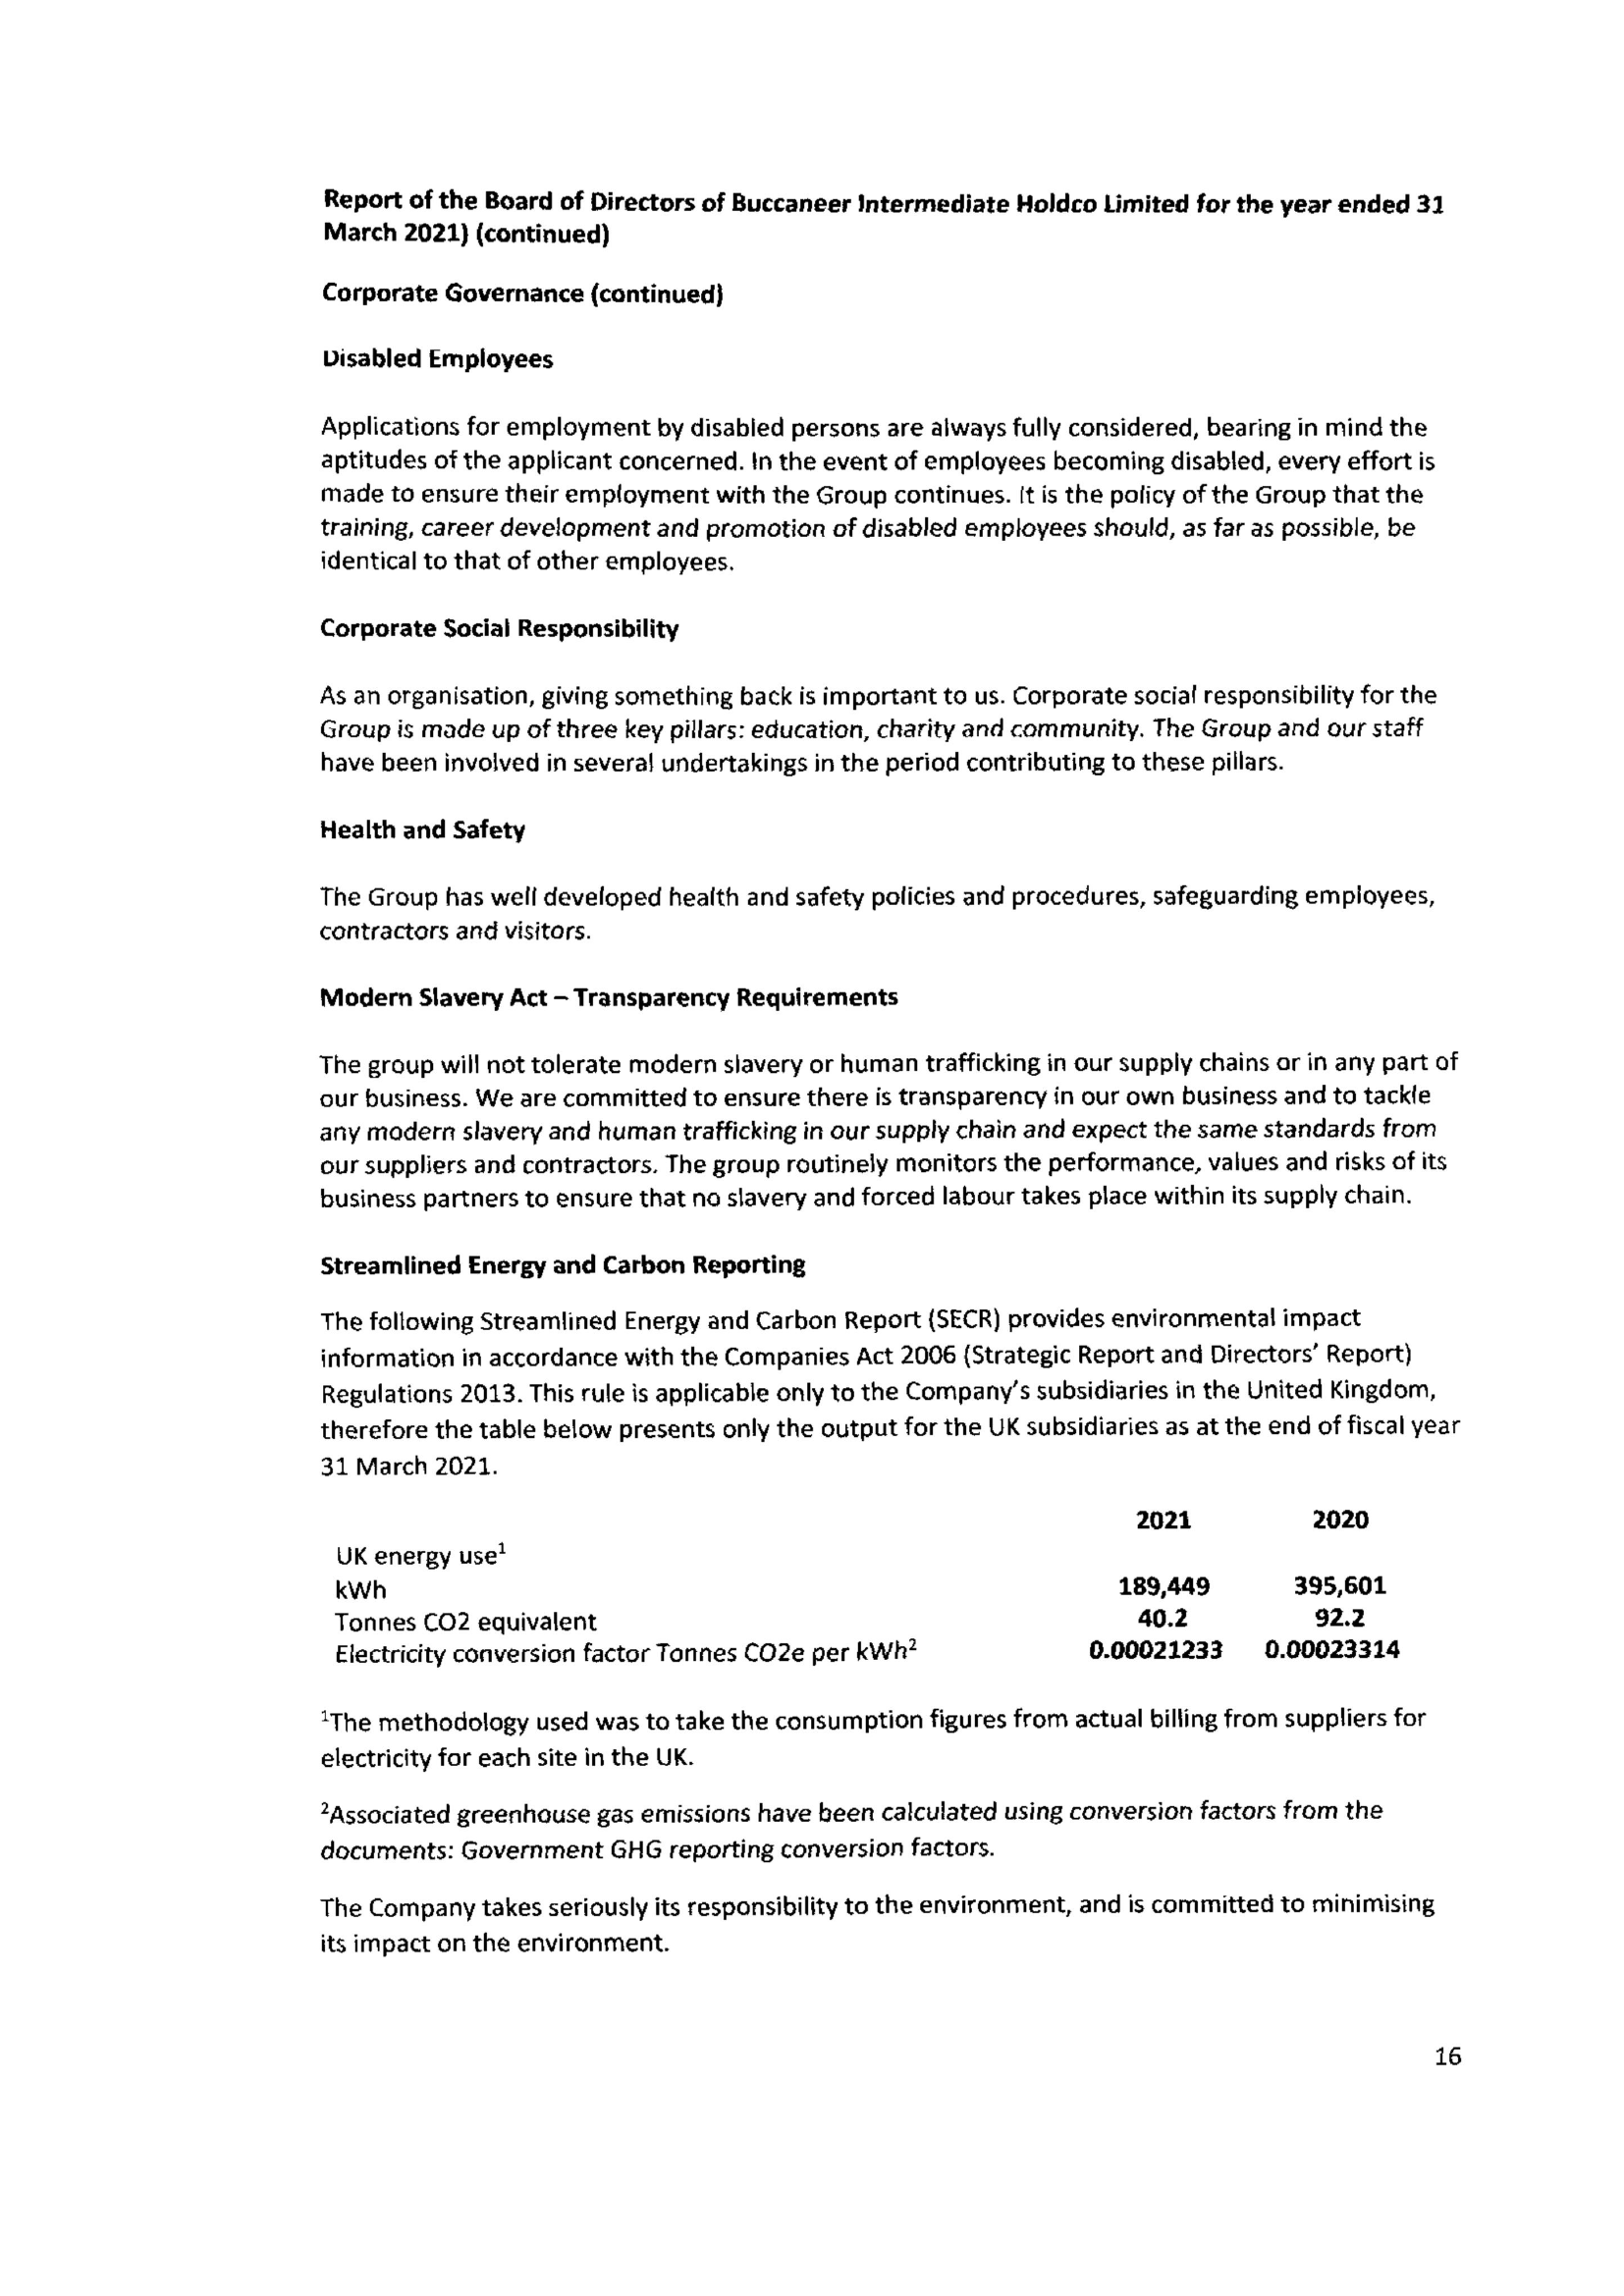 Report of the Board of Directors of Buccaneer Intermediate Holdco Limited for the year ended 31
March 2021) (continued)
Corporate Governance (continued)
Disabled Employees
Applications for employment by disabled persons are always fully considered, bearing in mind the
aptitudes of the applicant concerned. In the event of employees becoming disabled, every effort is
made to ensure their employment with the Group continues. It is the policy of the Group that the
training, career development and promotion of disabled employees should, as far as possible, be
identical to that of other employees.
Corporate Social Responsibility
As an organisation, giving something back is important to us. Corporate social responsibility for the
Group is made up of three key pillars: education, charity and community. The Group and our staff
have been involved in several undertakings in the period contributing to these pillars.
Health and Safety
The Group has well developed health and safety policies and procedures, safeguarding employees,
contractors and visitors.
Modern Slavery Act – Transparency Requirements
The group will not tolerate modern slavery or human trafficking in our supply chains or in any part of
our business. We are committed to ensure there is transparency in our own business and to tackle
any modern slavery and human trafficking in our supply chain and expect the same standards from
our suppliers and contractors. The group routinely monitors the performance, values and risks of its
business partners to ensure that no slavery and forced labour takes place within its supply chain.
Streamlined Energy and Carbon Reporting
The following Streamlined Energy and Carbon Report (SECR) provides environmental impact
information in accordance with the Companies Act 2006 (Strategic Report and Directors' Report)
Regulations 2013. This rule is applicable only to the Company's subsidiaries in the United Kingdom,
therefore the table below presents only the output for the UK subsidiaries as at the end of fiscal year
31 March 2021.
2021 2020
UK energy use¹
kWh 189,449 395,601
Tonnes CO2 equivalent 40.2 92.2
Electricity conversion factor Tonnes CO2e per kWh² 0.00021233 0.00023314
¹The methodology used was to take the consumption figures from actual billing from suppliers for
electricity for each site in the UK.
²Associated greenhouse gas emissions have been calculated using conversion factors from the
documents: Government GHG reporting conversion factors.
The Company takes seriously its responsibility to the environment, and is committed to minimising
its impact on the environment.
16